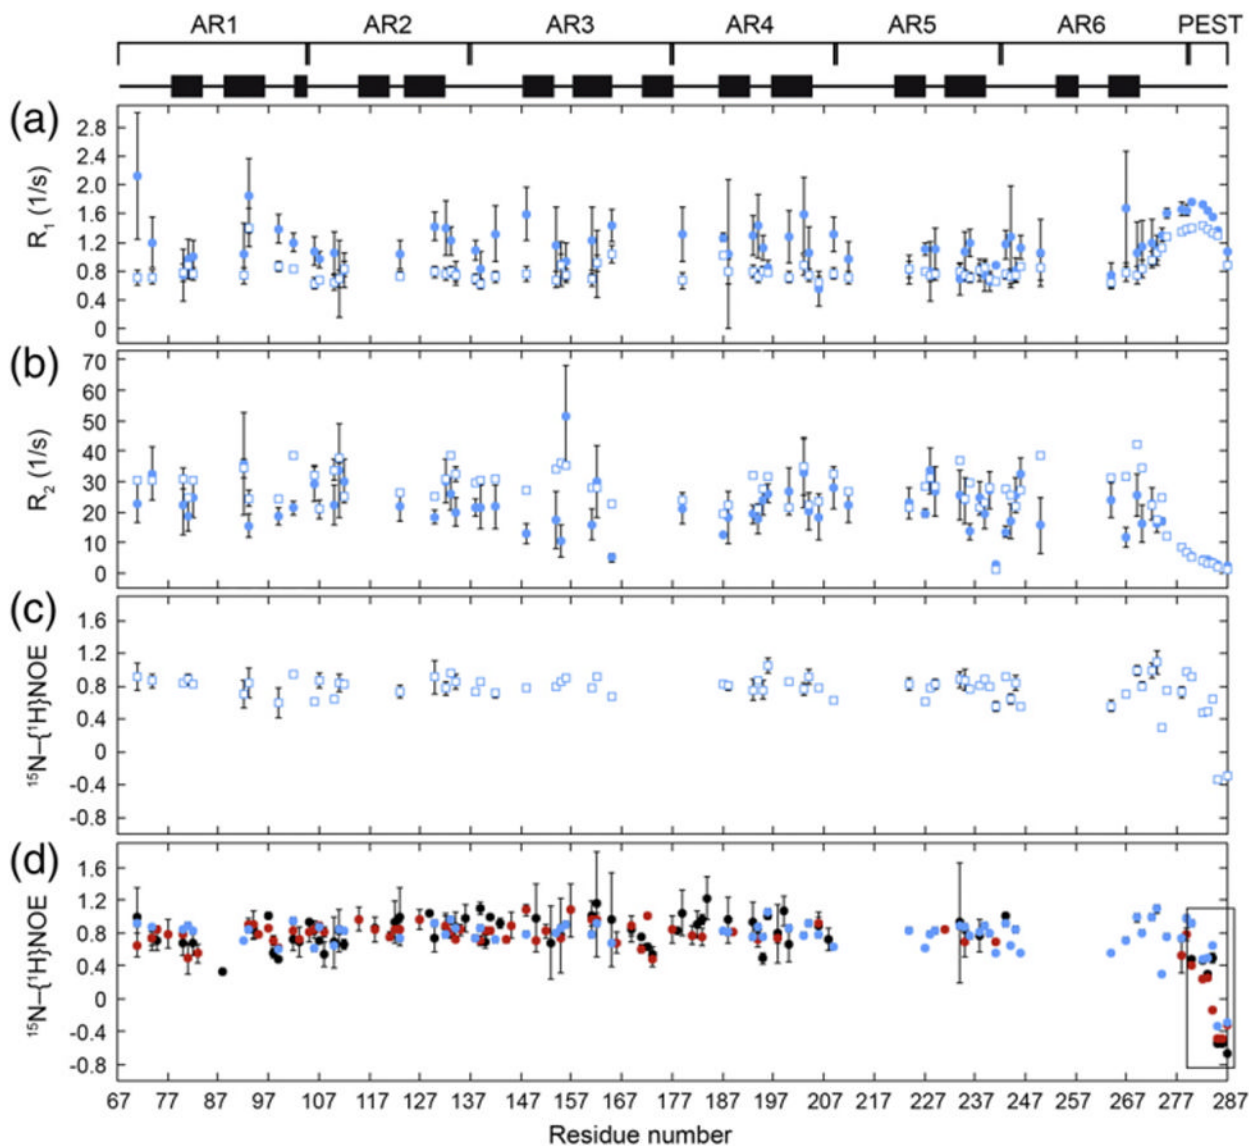 AR1 AR2 AR3 AR4 AR5 AR6 PEST
(a)
R1 (1/s)
2.8
2.4
2.0
1.6
1.2
0.8
0.4
0
(b)
R2 (1/s)
70
60
50
40
30
20
10
0
(c)
15N–{1H}NOE
1.6
1.2
0.8
0.4
0
-0.4
-0.8
(d)
15N–{1H}NOE
1.6
1.2
0.8
0.4
0
-0.4
-0.8
67 77 87 97 107 117 127 137 147 157 167 177 187 197 207 217 227 237 247 257 267 277 287
Residue number